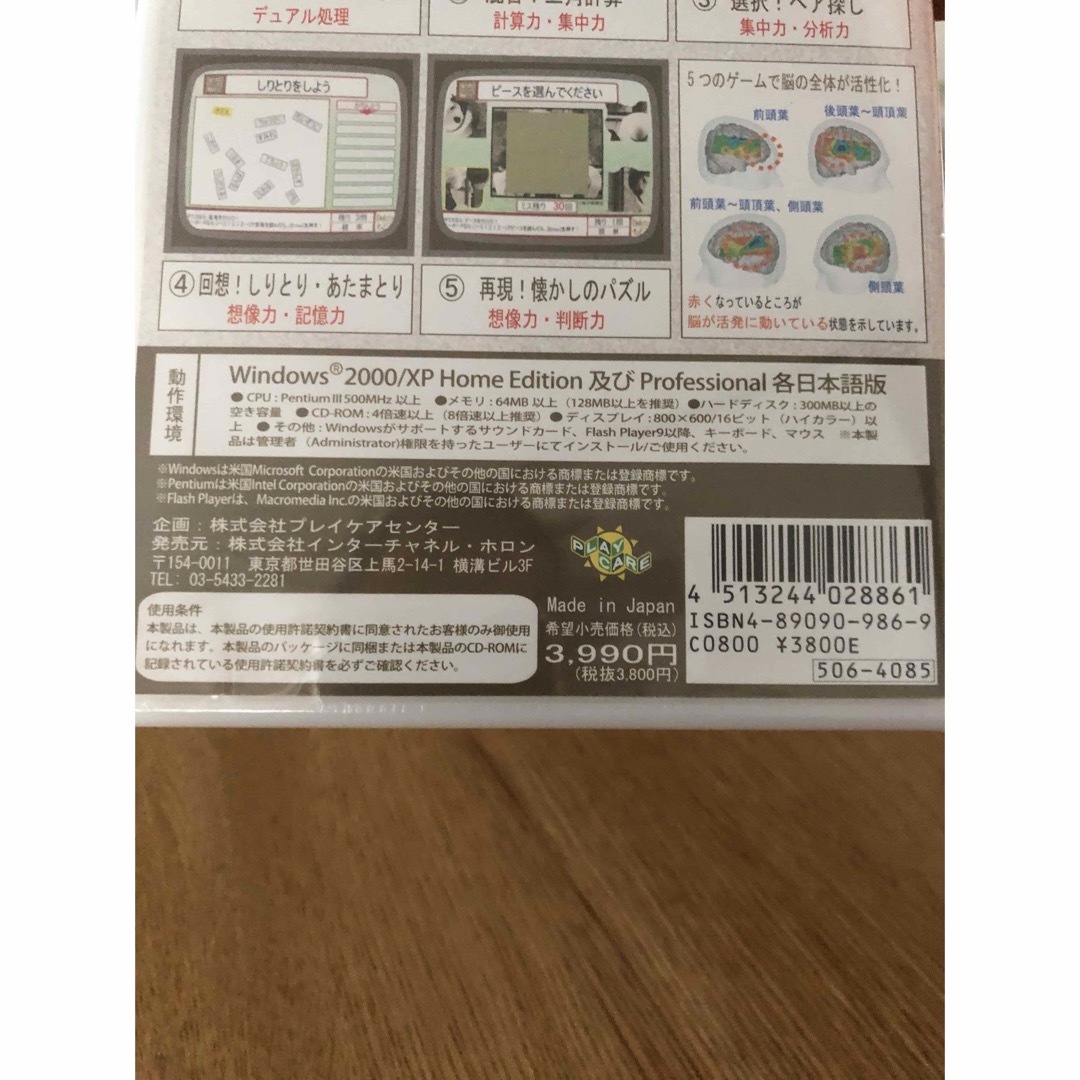 デュアル処理
計算力・集中力
選択！ペア探し
集中力・分析力
しりとりをしよう
④回想！しりとり・あたまとり
想像力・記憶力
ピースを選んでください
ミス残り 30回
残り 1問
⑤ 再現！懐かしのパズル
想像力・判断力
5つのゲームで脳の全体が活性化！
前頭葉
後頭葉〜頭頂葉
前頭葉〜頭頂葉、側頭葉
側頭葉
赤くなっているところが
脳が活発に動いている状態を示しています。
動作環境
Windows® 2000/XP Home Edition 及び Professional 各日本語版
●CPU : Pentium III 500MHz 以上 ●メモリ : 64MB 以上（128MB以上を推奨）●ハードディスク : 300MB以上の
空き容量 ●CD-ROM : 4倍速以上（8倍速以上推奨）●ディスプレイ : 800×600/16ビット（ハイカラー）以
上 ●その他 : Windowsがサポートするサウンドカード、Flash Player9以降、キーボード、マウス ※本製
品は管理者（Administrator)権限を持ったユーザーにてインストール/ご使用ください。
※Windowsは米国Microsoft Corporationの米国およびその他の国における商標または登録商標です。
※Pentiumは米国Intel Corporationの米国およびその他の国における商標または登録商標です。
※Flash Playerは、Macromedia Inc.の米国およびその他の国における商標または登録商標です。
企画：株式会社プレイケアセンター
発売元：株式会社インターチャネル・ホロン
〒154-0011 東京都世田谷区上馬2-14-1 横溝ビル3F
TEL: 03-5433-2281
使用条件
本製品は、本製品の使用許諾契約書に同意されたお客様のみ御使用
になれます。本製品のパッケージに同梱または本製品のCD-ROMに
記録されている使用許諾契約書を必ずご確認ください。
PLAY CARE
Made in Japan
希望小売価格(税込)
3,990円
(税抜3,800円)
4 513244 028861
ISBN4-89090-986-9
C0800 ¥3800E
506-4085